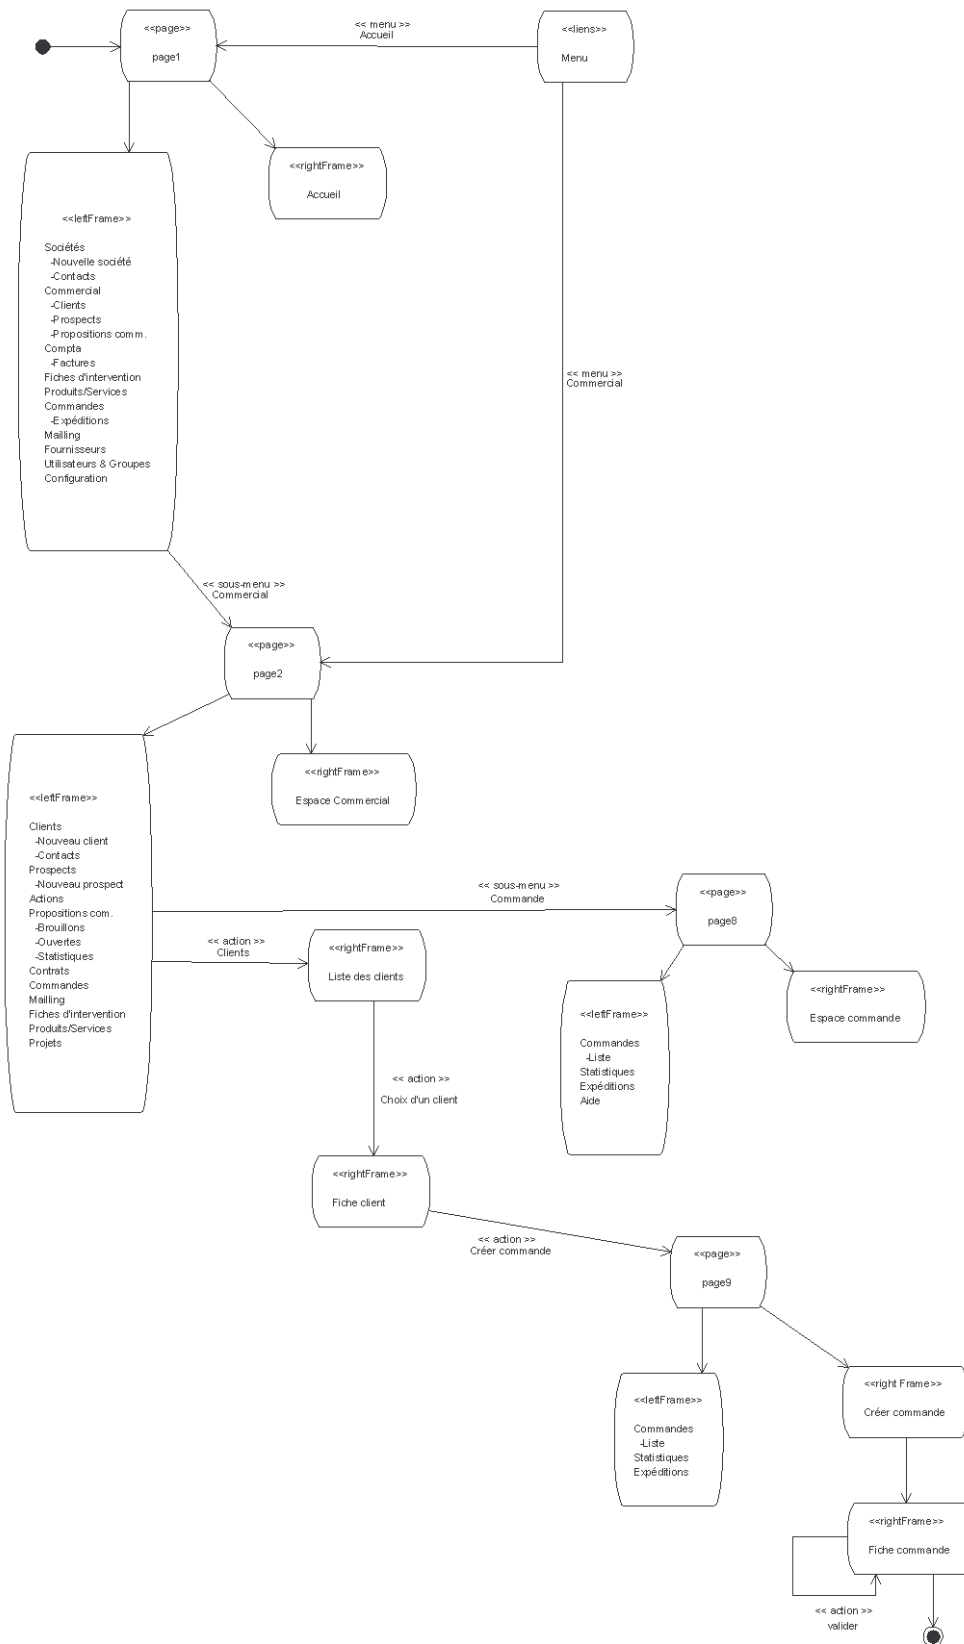 <<page>>
page1
<< menu >>
Accueil
<<liens>>
Menu
<<rightFrame>>
Accueil
<<leftFrame>>
Sociétés
-Nouvelle société
-Contacts
Commercial
-Clients
-Prospects
-Propositions comm.
Compta
-Factures
Fiches d'intervention
Produits/Services
Commandes
-Expéditions
Mailling
Fournisseurs
Utilisateurs & Groupes
Configuration
<< menu >>
Commercial
<< sous-menu >>
Commercial
<<page>>
page2
<<rightFrame>>
Espace Commercial
<<leftFrame>>
Clients
-Nouveau client
-Contacts
Prospects
-Nouveau prospect
Actions
Propositions com.
-Brouillons
-Ouvertes
-Statistiques
Contrats
Commandes
Mailling
Fiches d'intervention
Produits/Services
Projets
<< sous-menu >>
Commande
<<page>>
page8
<< action >>
Clients
<<rightFrame>>
Liste des clients
<<rightFrame>>
Espace commande
<<leftFrame>>
Commandes
-Liste
Statistiques
Expéditions
Aide
<< action >>
Choix d'un client
<<rightFrame>>
Fiche client
<< action >>
Créer commande
<<page>>
page9
<<leftFrame>>
Commandes
-Liste
Statistiques
Expéditions
<<right Frame>>
Créer commande
<<rightFrame>>
Fiche commande
<< action >>
valider